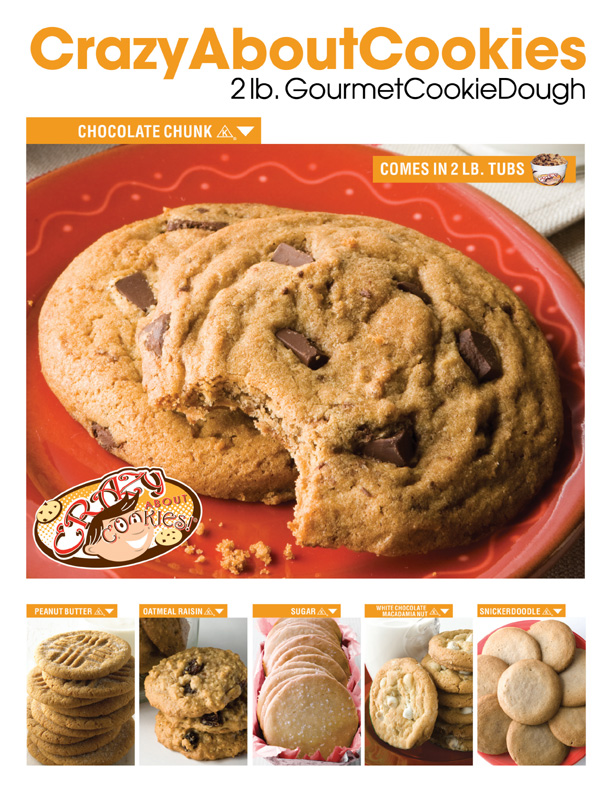 CrazyAboutCookies
2 lb. GourmetCookieDough
CHOCOLATE CHUNK
COMES IN 2 LB. TUBS
CRAZY
ABOUT
COOKIES!
PEANUT BUTTER
OATMEAL RAISIN
SUGAR
WHITE CHOCOLATE
MACADAMIA NUT
SNICKERDOODLE